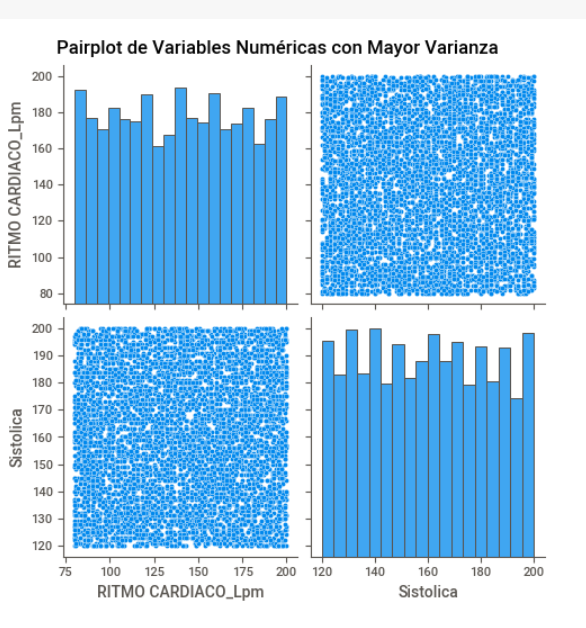 Pairplot de Variables Numéricas con Mayor Varianza
RITMO CARDIACO_Lpm
200
180
160
140
120
100
80
Sistolica
200
190
180
170
160
150
140
130
120
75 100 125 150 175 200
RITMO CARDIACO_Lpm
120 140 160 180 200
Sistolica